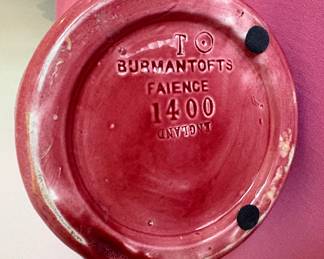 T O
BURMANTOFTS
FAIENCE
1400
ENGLAND